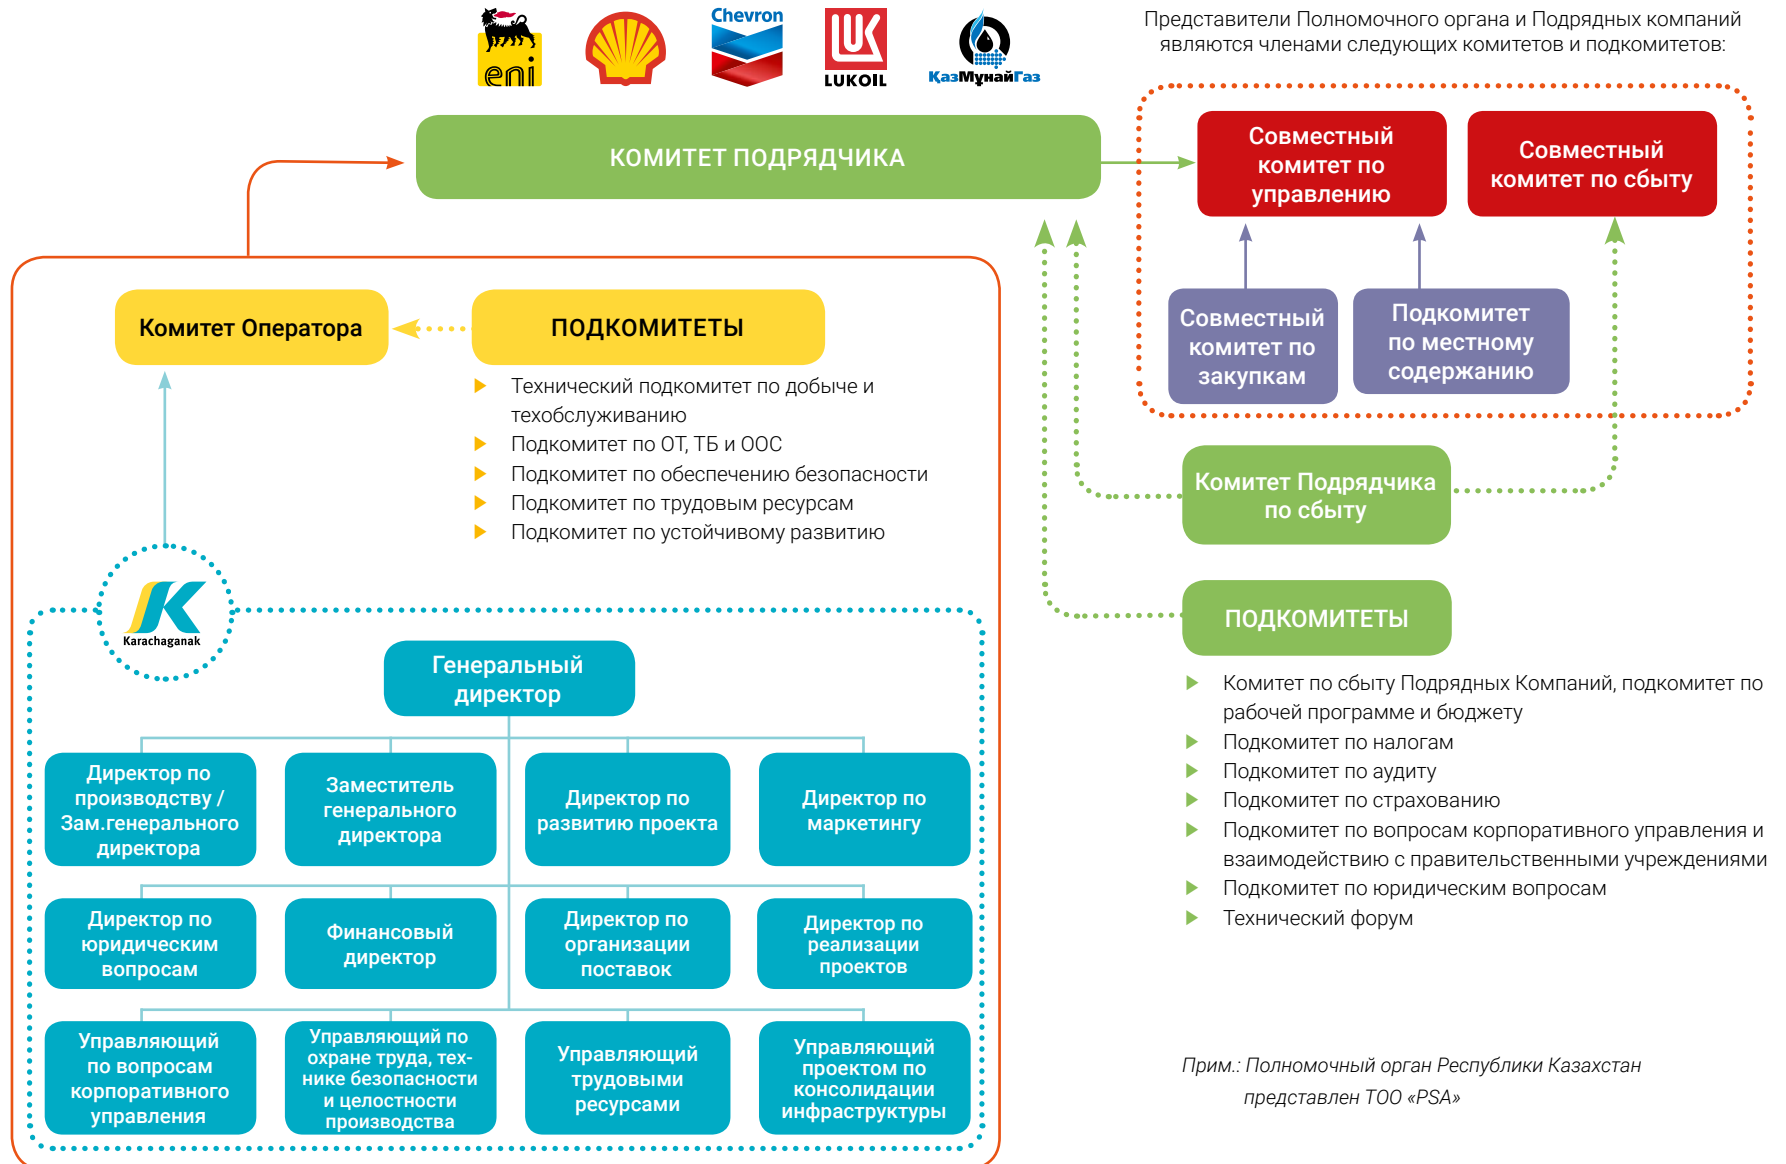 eni
Chevron
LUK
LUKOIL
ҚазМұнайГаз
Представители Полномочного органа и Подрядных компаний
являются членами следующих комитетов и подкомитетов:
КОМИТЕТ ПОДРЯДЧИКА
Совместный
комитет по
управлению
Совместный
комитет по сбыту
Совместный
комитет по
закупкам
Подкомитет
по местному
содержанию
Комитет Оператора
ПОДКОМИТЕТЫ
Технический подкомитет по добыче и
техобслуживанию
Подкомитет по ОТ, ТБ и ООС
Подкомитет по обеспечению безопасности
Подкомитет по трудовым ресурсам
Подкомитет по устойчивому развитию
Комитет Подрядчика
по сбыту
ПОДКОМИТЕТЫ
Комитет по сбыту Подрядных Компаний, подкомитет по
рабочей программе и бюджету
Подкомитет по налогам
Подкомитет по аудиту
Подкомитет по страхованию
Подкомитет по вопросам корпоративного управления и
взаимодействию с правительственными учреждениями
Подкомитет по юридическим вопросам
Технический форум
K
Karachaganak
Генеральный
директор
Директор по
производству /
Зам.генерального
директора
Заместитель
генерального
директора
Директор по
развитию проекта
Директор по
маркетингу
Директор по
юридическим
вопросам
Финансовый
директор
Директор по
организации
поставок
Директор по
реализации
проектов
Управляющий
по вопросам
корпоративного
управления
Управляющий по
охране труда, тех-
нике безопасности
и целостности
производства
Управляющий
трудовыми
ресурсами
Управляющий
проектом по
консолидации
инфраструктуры
Прим.: Полномочный орган Республики Казахстан
представлен ТОО «PSA»